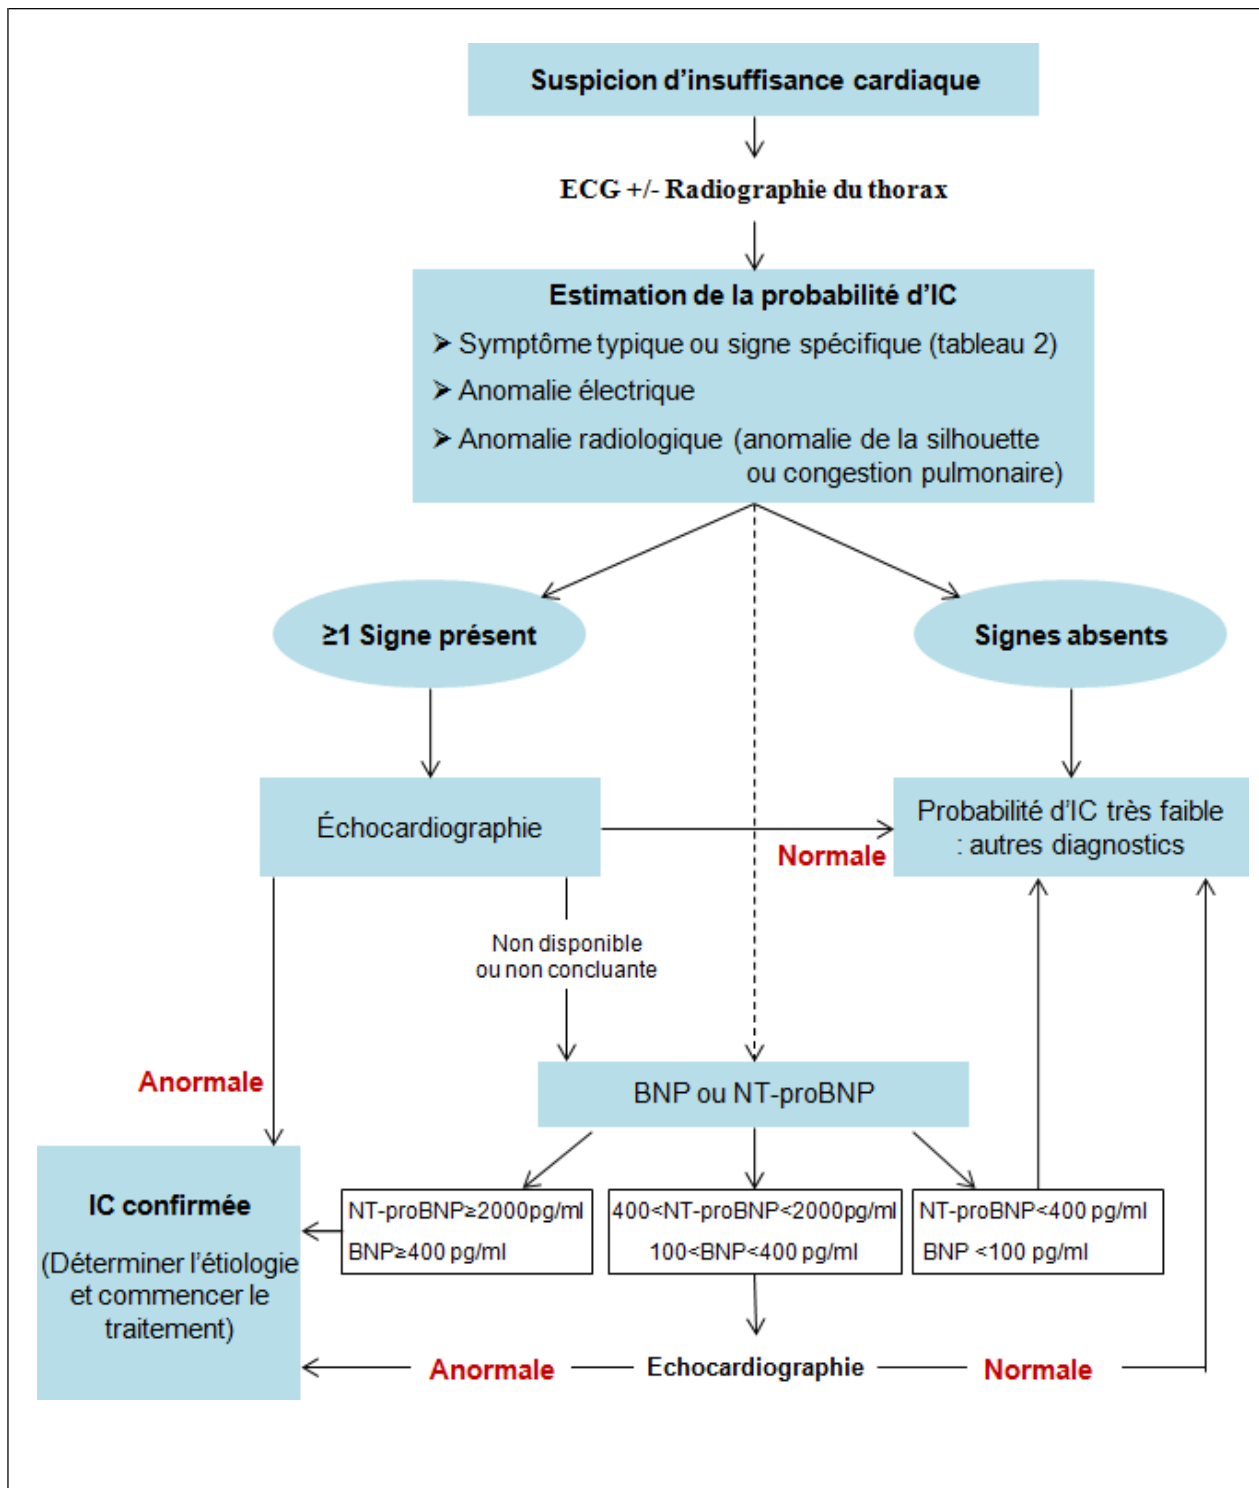 Suspicion d’insuffisance cardiaque
ECG +/- Radiographie du thorax
Estimation de la probabilité d’IC
➤ Symptôme typique ou signe spécifique (tableau 2)
➤ Anomalie électrique
➤ Anomalie radiologique (anomalie de la silhouette
ou congestion pulmonaire)
≥1 Signe présent
Signes absents
Échocardiographie
Normale
Probabilité d’IC très faible
: autres diagnostics
Non disponible
ou non concluante
Anormale
BNP ou NT-proBNP
IC confirmée
(Déterminer l’étiologie
et commencer le
traitement)
NT-proBNP≥2000pg/ml
BNP≥400 pg/ml
400<NT-proBNP<2000pg/ml
100<BNP<400 pg/ml
NT-proBNP<400 pg/ml
BNP <100 pg/ml
Anormale
Echocardiographie
Normale